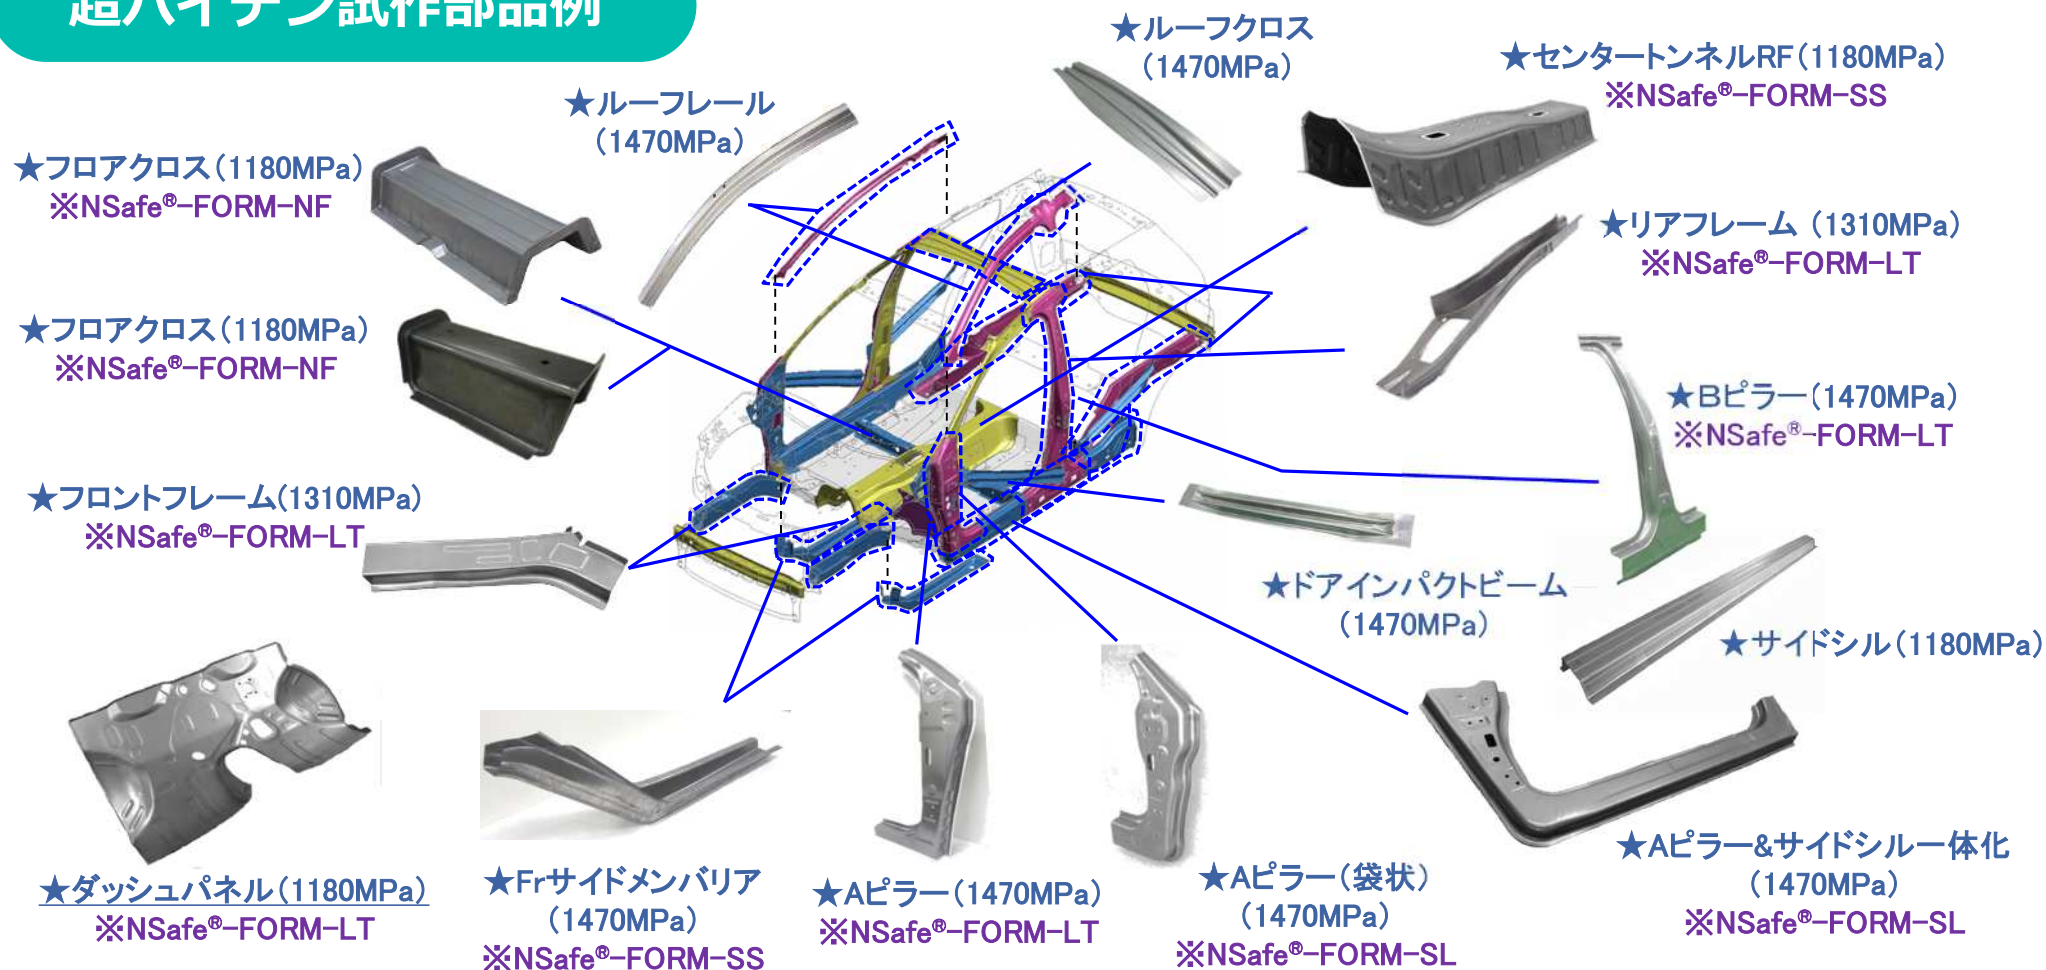 超ハイテン試作部品例
★ルーフクロス
(1470MPa)
★センタートンネルRF(1180MPa)
※NSafe®-FORM-SS
★ルーフレール
(1470MPa)
★フロアクロス(1180MPa)
※NSafe®-FORM-NF
★リアフレーム (1310MPa)
※NSafe®-FORM-LT
★フロアクロス(1180MPa)
※NSafe®-FORM-NF
★Bピラー(1470MPa)
※NSafe®-FORM-LT
★フロントフレーム(1310MPa)
※NSafe®-FORM-LT
★ドアインパクトビーム
(1470MPa)
★サイドシル(1180MPa)
★ダッシュパネル(1180MPa)
※NSafe®-FORM-LT
★Frサイドメンバリア
(1470MPa)
※NSafe®-FORM-SS
★Aピラー(1470MPa)
※NSafe®-FORM-LT
★Aピラー(袋状)
(1470MPa)
※NSafe®-FORM-SL
★Aピラー&サイドシル一体化
(1470MPa)
※NSafe®-FORM-SL